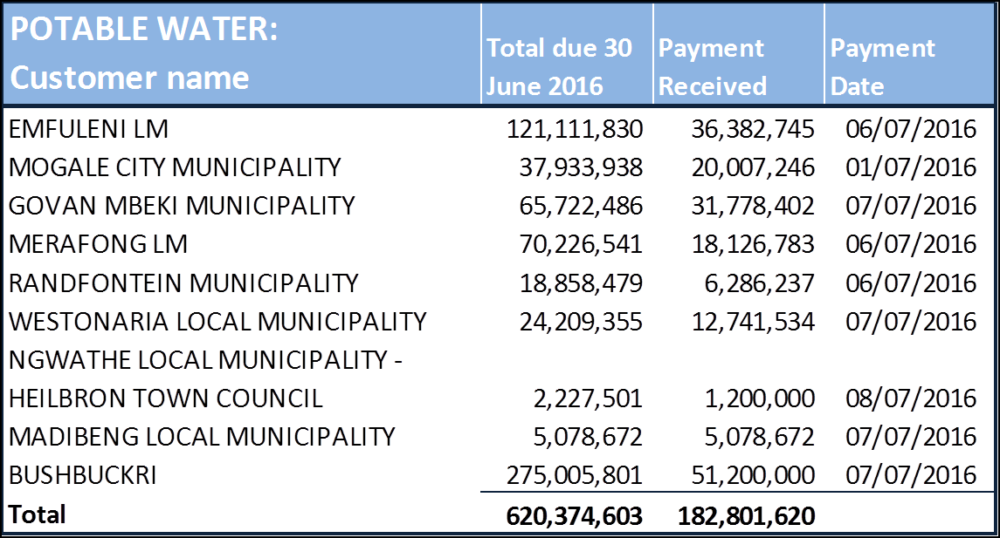 POTABLE WATER:
Customer name Total due 30 June 2016 Payment Received Payment Date
EMFULENI LM 121,111,830 36,382,745 06/07/2016
MOGALE CITY MUNICIPALITY 37,933,938 20,007,246 01/07/2016
GOVAN MBEKI MUNICIPALITY 65,722,486 31,778,402 07/07/2016
MERAFONG LM 70,226,541 18,126,783 06/07/2016
RANDFONTEIN MUNICIPALITY 18,858,479 6,286,237 06/07/2016
WESTONARIA LOCAL MUNICIPALITY 24,209,355 12,741,534 07/07/2016
NGWATHE LOCAL MUNICIPALITY -
HEILBRON TOWN COUNCIL 2,227,501 1,200,000 08/07/2016
MADIBENG LOCAL MUNICIPALITY 5,078,672 5,078,672 07/07/2016
BUSHBUCKRI 275,005,801 51,200,000 07/07/2016
Total 620,374,603 182,801,620